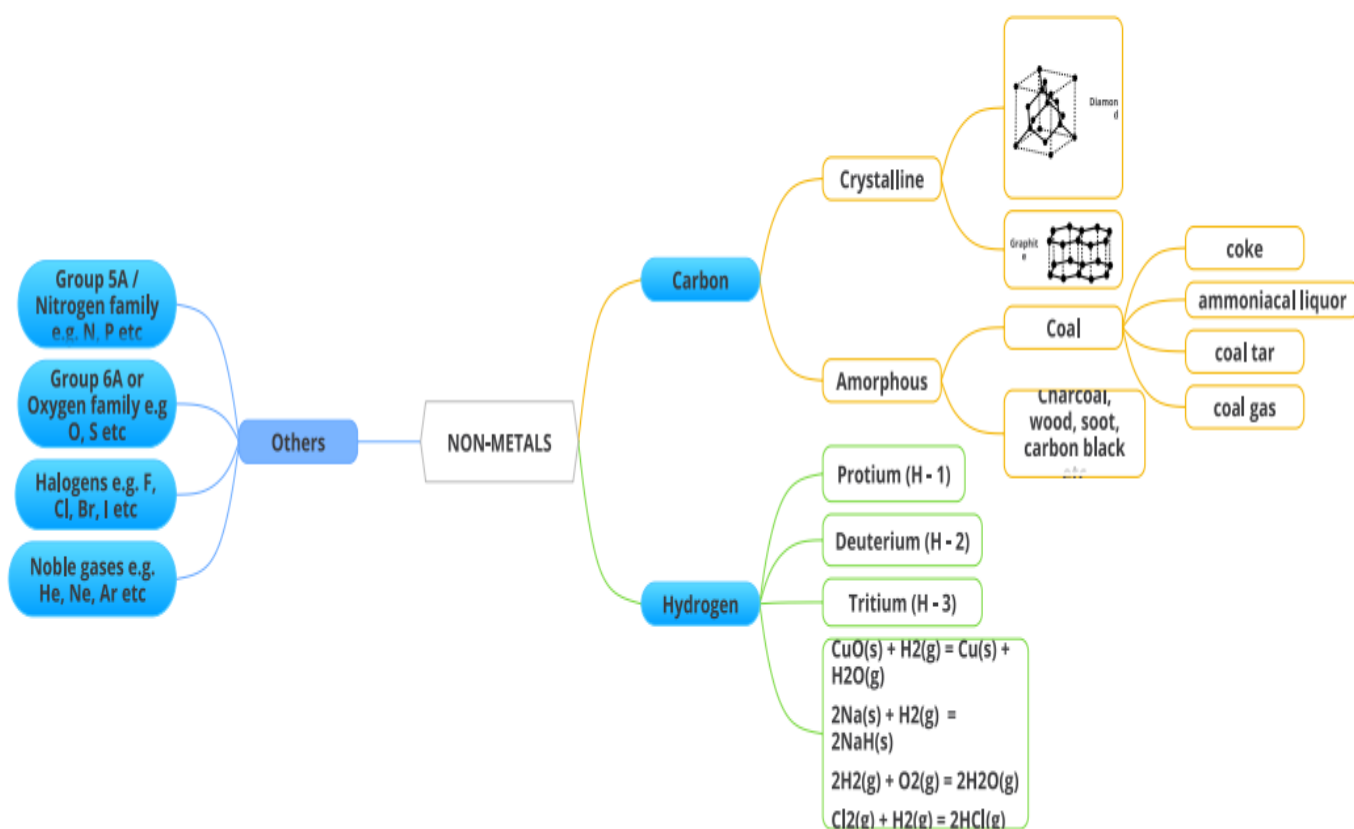 Group 5A /
Nitrogen family
e.g. N, P etc
Group 6A or
Oxygen family e.g
O, S etc
Halogens e.g. F,
Cl, Br, I etc
Noble gases e.g.
He, Ne, Ar etc
Others
NON-METALS
Carbon
Crystalline
Diamon
d
Graphit
e
Amorphous
Coal
coke
ammoniacal liquor
coal tar
coal gas
Charcoal,
wood, soot,
carbon black
etc
Hydrogen
Protium (H - 1)
Deuterium (H - 2)
Tritium (H - 3)
CuO(s) + H2(g) = Cu(s) +
H2O(g)
2Na(s) + H2(g) =
2NaH(s)
2H2(g) + O2(g) = 2H2O(g)
Cl2(g) + H2(g) = 2HCl(g)